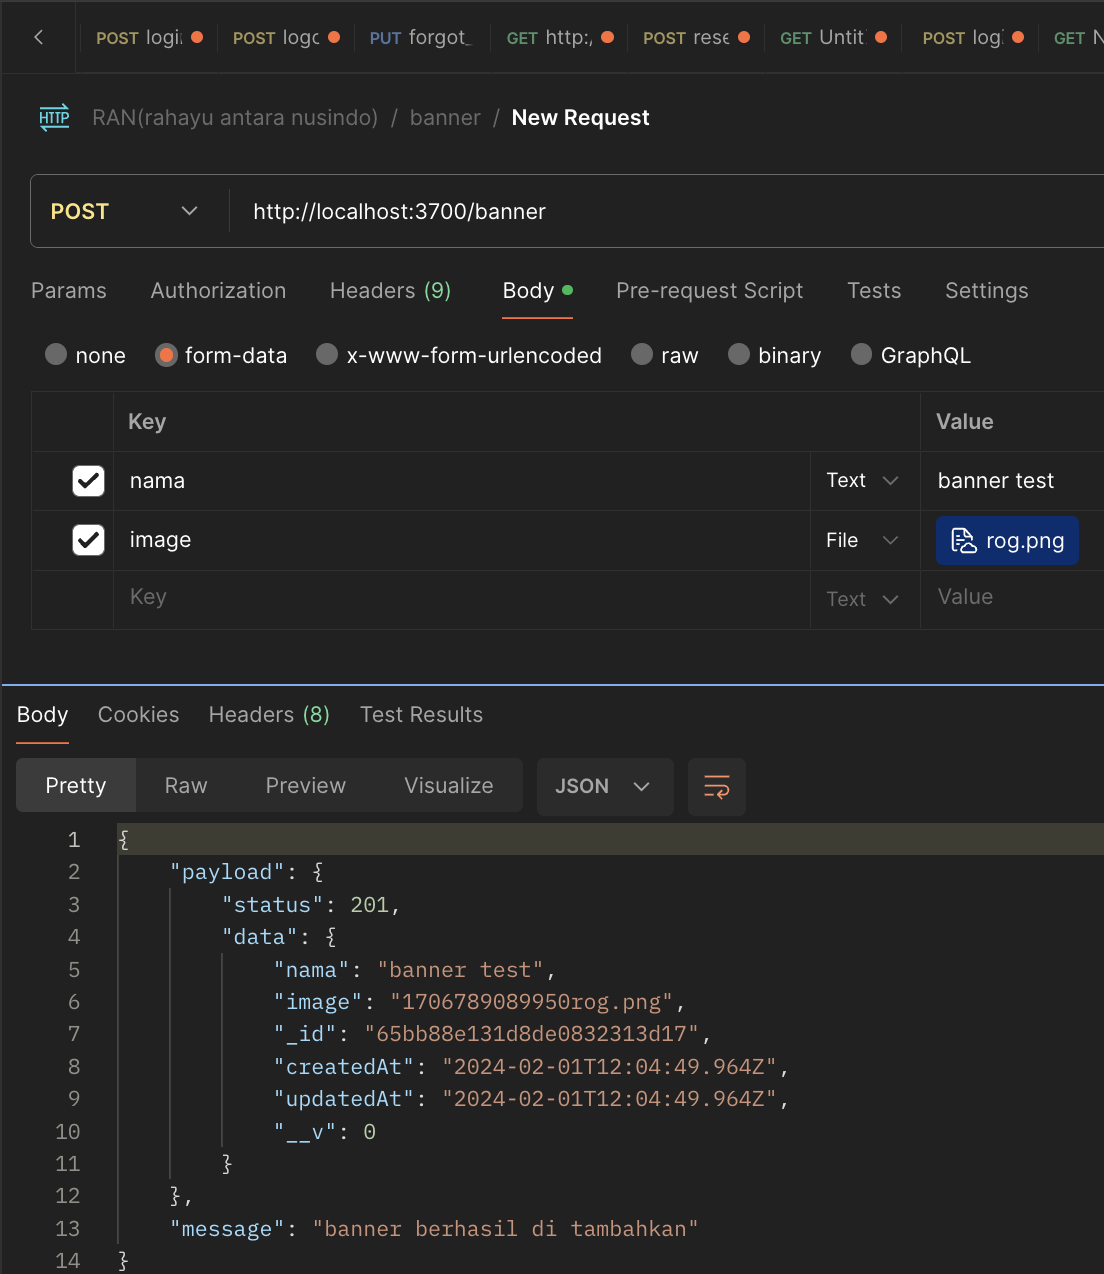 POST logi POST logo PUT forgot_ GET http:/ POST rese GET Untit POST log GET N
HTTP RAN(rahayu antara nusindo) / banner / New Request
POST http://localhost:3700/banner
Params Authorization Headers (9) Body Pre-request Script Tests Settings
none form-data x-www-form-urlencoded raw binary GraphQL
Key Value
nama Text banner test
image File rog.png
Key Text Value
Body Cookies Headers (8) Test Results
Pretty Raw Preview Visualize JSON
1 {
2 "payload": {
3 "status": 201,
4 "data": {
5 "nama": "banner test",
6 "image": "1706789089950rog.png",
7 "_id": "65bb88e131d8de0832313d17",
8 "createdAt": "2024-02-01T12:04:49.964Z",
9 "updatedAt": "2024-02-01T12:04:49.964Z",
10 "__v": 0
11 }
12 },
13 "message": "banner berhasil di tambahkan"
14 }